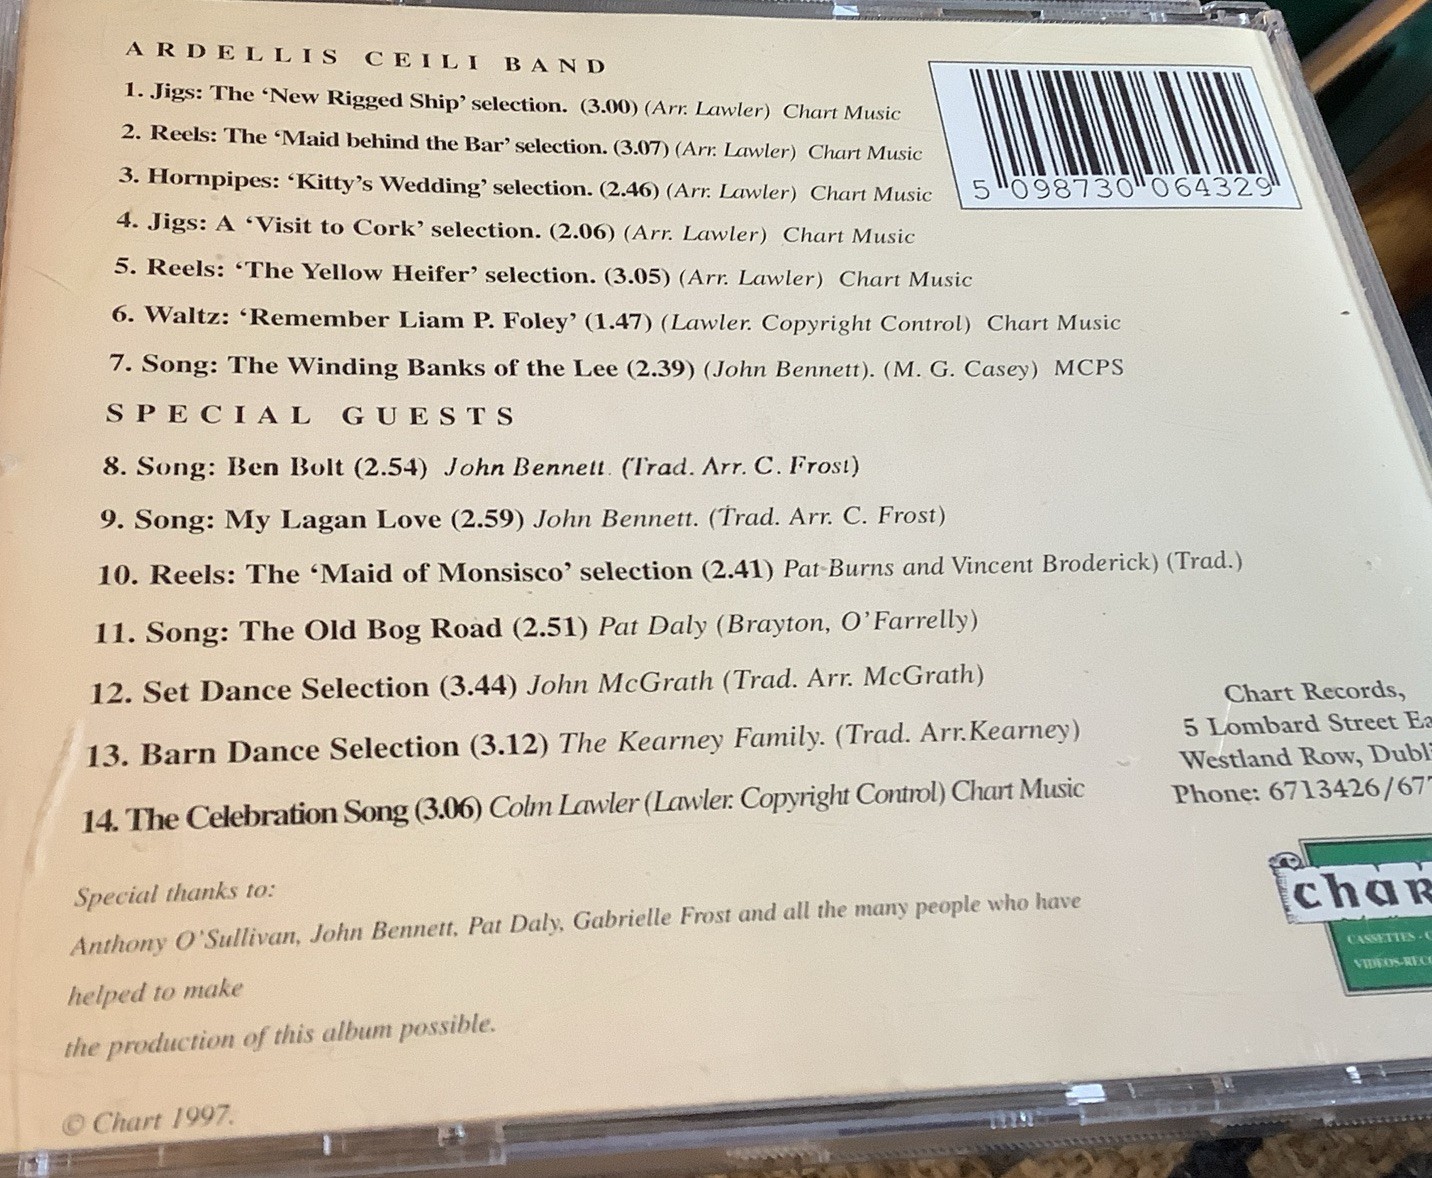 ARDELLIS CEILI BAND
1. Jigs: The ‘New Rigged Ship’ selection. (3.00) (Arr. Lawler) Chart Music
2. Reels: The ‘Maid behind the Bar’ selection. (3.07) (Arr. Lawler) Chart Music
3. Hornpipes: ‘Kitty’s Wedding’ selection. (2.46) (Arr. Lawler) Chart Music
4. Jigs: A ‘Visit to Cork’ selection. (2.06) (Arr. Lawler) Chart Music
5. Reels: ‘The Yellow Heifer’ selection. (3.05) (Arr. Lawler) Chart Music
6. Waltz: ‘Remember Liam P. Foley’ (1.47) (Lawler. Copyright Control) Chart Music
7. Song: The Winding Banks of the Lee (2.39) (John Bennett). (M. G. Casey) MCPS
SPECIAL GUESTS
8. Song: Ben Bolt (2.54) John Bennett. (Trad. Arr. C. Frost)
9. Song: My Lagan Love (2.59) John Bennett. (Trad. Arr. C. Frost)
10. Reels: The ‘Maid of Monsisco’ selection (2.41) Pat Burns and Vincent Broderick) (Trad.)
11. Song: The Old Bog Road (2.51) Pat Daly (Brayton, O’Farrelly)
12. Set Dance Selection (3.44) John McGrath (Trad. Arr. McGrath)
13. Barn Dance Selection (3.12) The Kearney Family. (Trad. Arr.Kearney)
14. The Celebration Song (3.06) Colm Lawler (Lawler. Copyright Control) Chart Music
Special thanks to:
Anthony O’Sullivan, John Bennett, Pat Daly, Gabrielle Frost and all the many people who have
helped to make
the production of this album possible.
© Chart 1997.
5 098730 064329
Chart Records,
5 Lombard Street Ea
Westland Row, Dubl
Phone: 6713426/67
char
CASSETTES - C
VIDEOS-REC